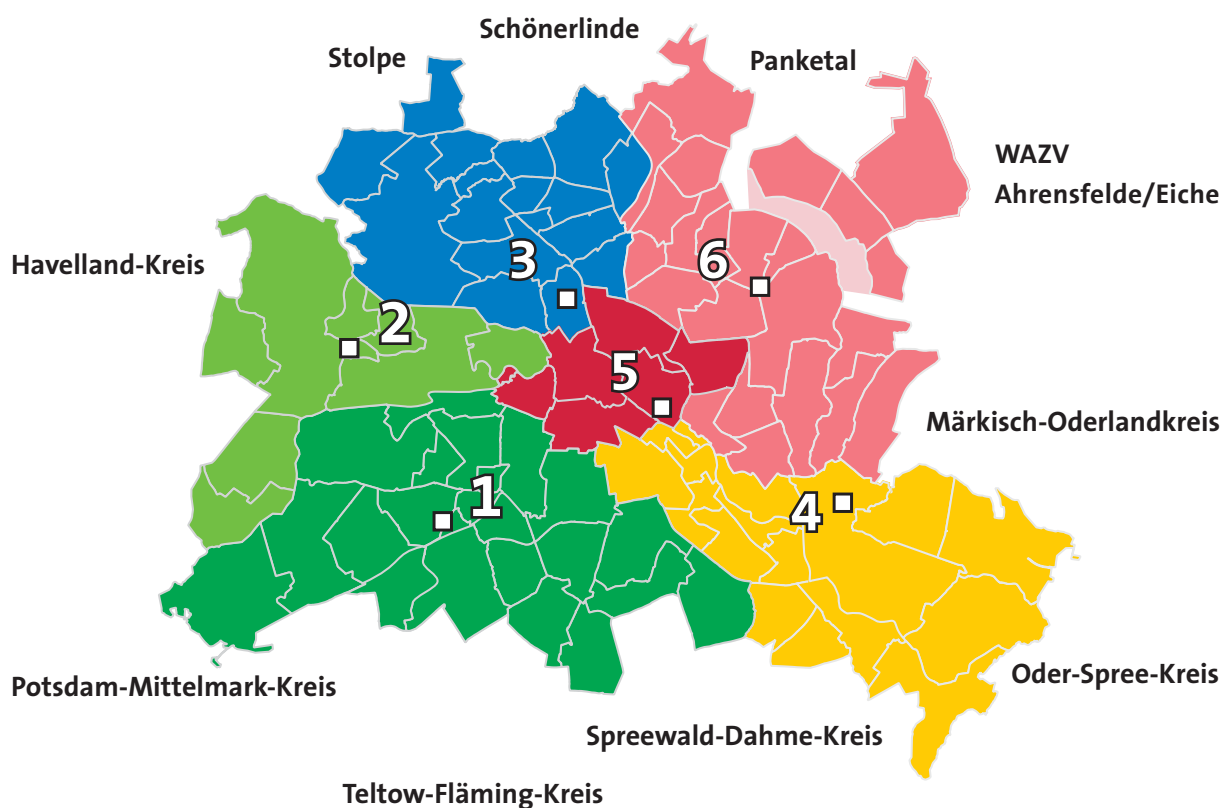 Schönerlinde
Stolpe
Panketal
WAZV
Ahrensfelde/Eiche
Havelland-Kreis
3
6
2
5
Märkisch-Oderlandkreis
1
4
Potsdam-Mittelmark-Kreis
Oder-Spree-Kreis
Spreewald-Dahme-Kreis
Teltow-Fläming-Kreis